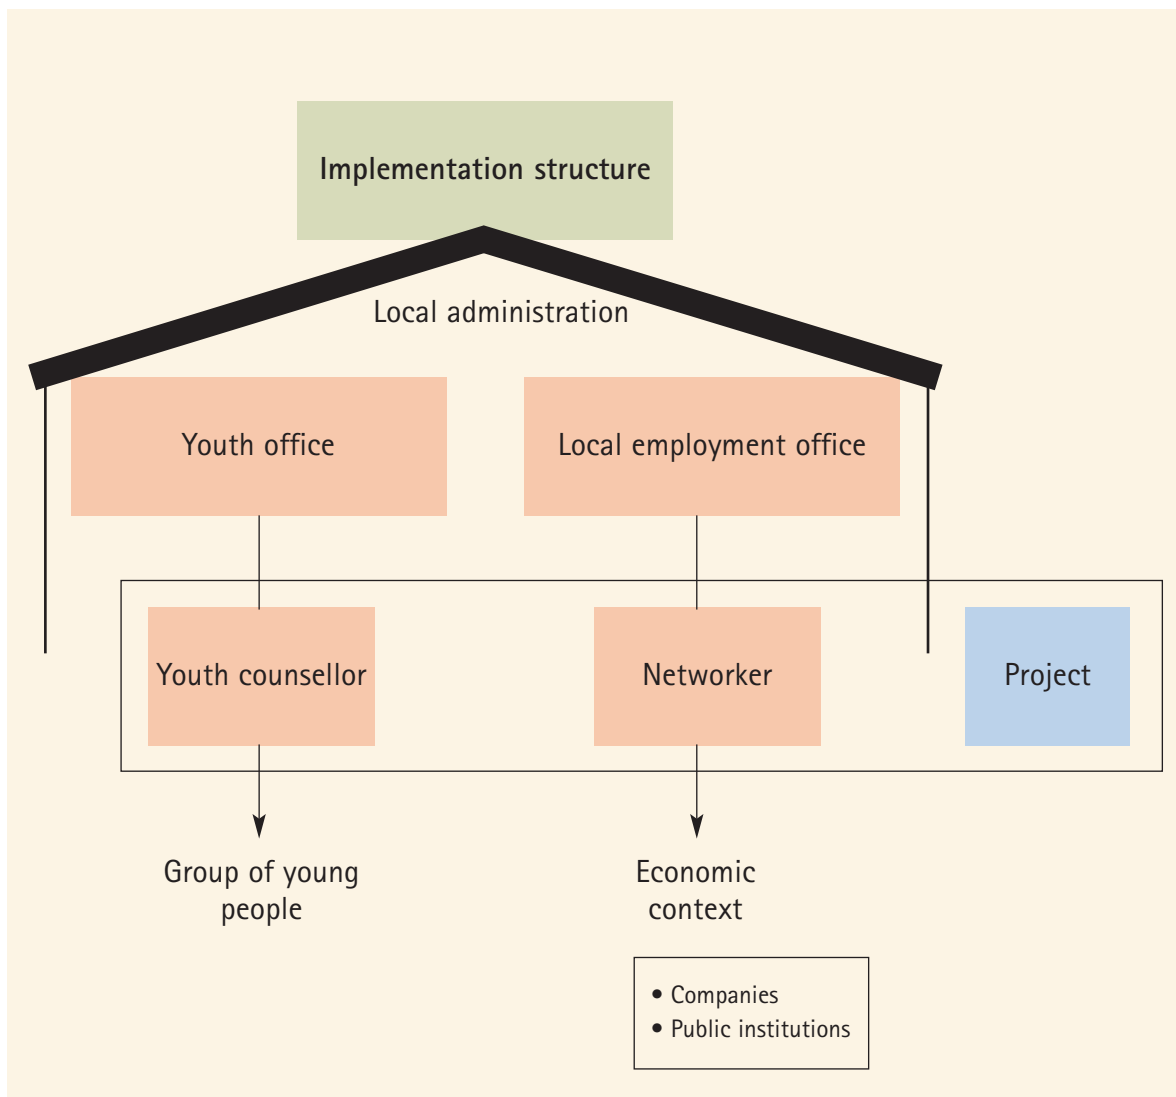 Implementation structure
Local administration
Youth office
Local employment office
Youth counsellor
Networker
Project
Group of young
people
Economic
context
• Companies
• Public institutions